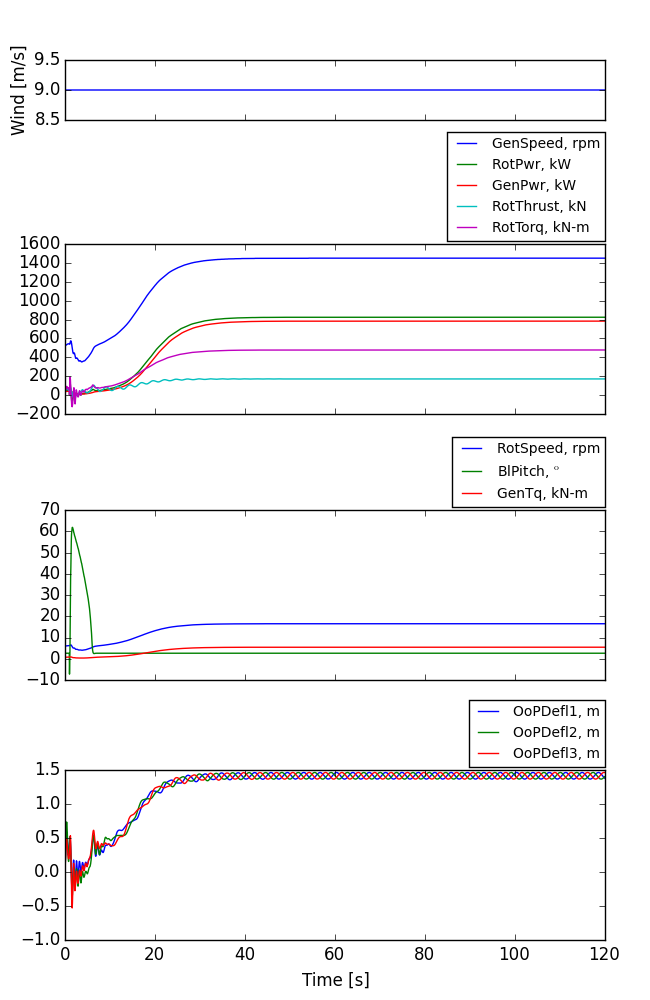 Wind [m/s]
9.5
9.0
8.5
GenSpeed, rpm
RotPwr, kW
GenPwr, kW
RotThrust, kN
RotTorq, kN-m
1600
1400
1200
1000
800
600
400
200
0
−200
RotSpeed, rpm
BlPitch, °
GenTq, kN-m
70
60
50
40
30
20
10
0
−10
OoPDefl1, m
OoPDefl2, m
OoPDefl3, m
1.5
1.0
0.5
0.0
−0.5
−1.0
0 20 40 60 80 100 120
Time [s]